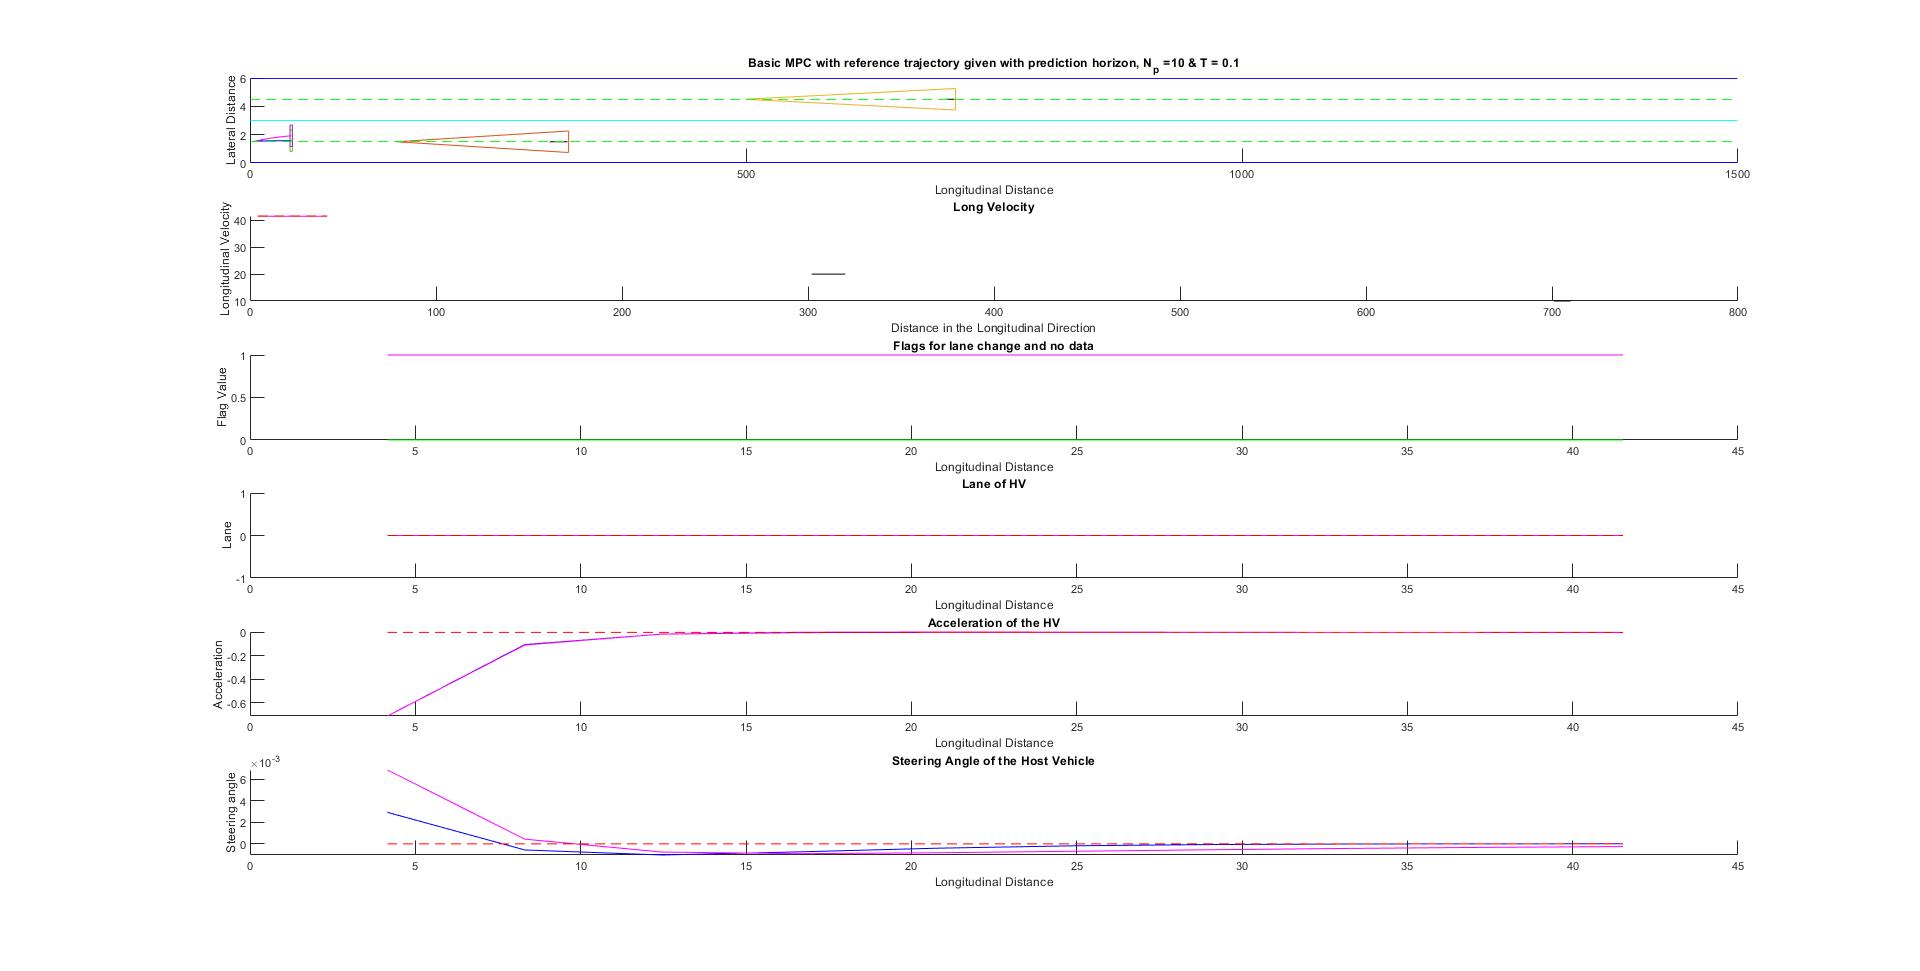 Basic MPC with reference trajectory given with prediction horizon, Np =10 & T = 0.1
Lateral Distance
6
4
2
0
0 500 1000 1500
Longitudinal Distance
Long Velocity
Longitudinal Velocity
40
30
20
10
0 100 200 300 400 500 600 700 800
Distance in the Longitudinal Direction
Flags for lane change and no data
Flag Value
1
0.5
0
0 5 10 15 20 25 30 35 40 45
Longitudinal Distance
Lane of HV
Lane
1
0
-1
0 5 10 15 20 25 30 35 40 45
Longitudinal Distance
Acceleration of the HV
Acceleration
0
-0.2
-0.4
-0.6
0 5 10 15 20 25 30 35 40 45
Longitudinal Distance
Steering Angle of the Host Vehicle
×10-3
Steering angle
6
4
2
0
0 5 10 15 20 25 30 35 40 45
Longitudinal Distance